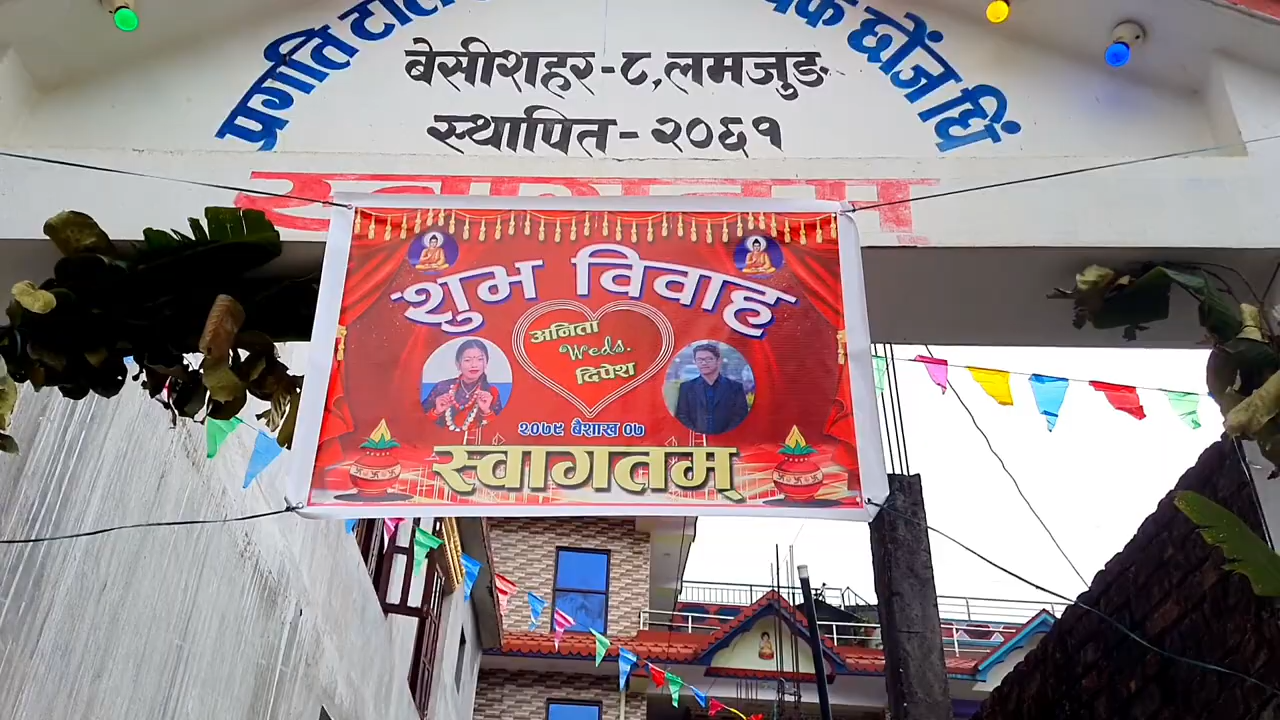 प्रगति टोल
छोंज घिं
बेसीशहर-८,लमजुङ
स्थापित-२०६१
शुभ विवाह
अनिता
Weds.
दिपेश
२०७९ बैशाख ०७
स्वागतम्